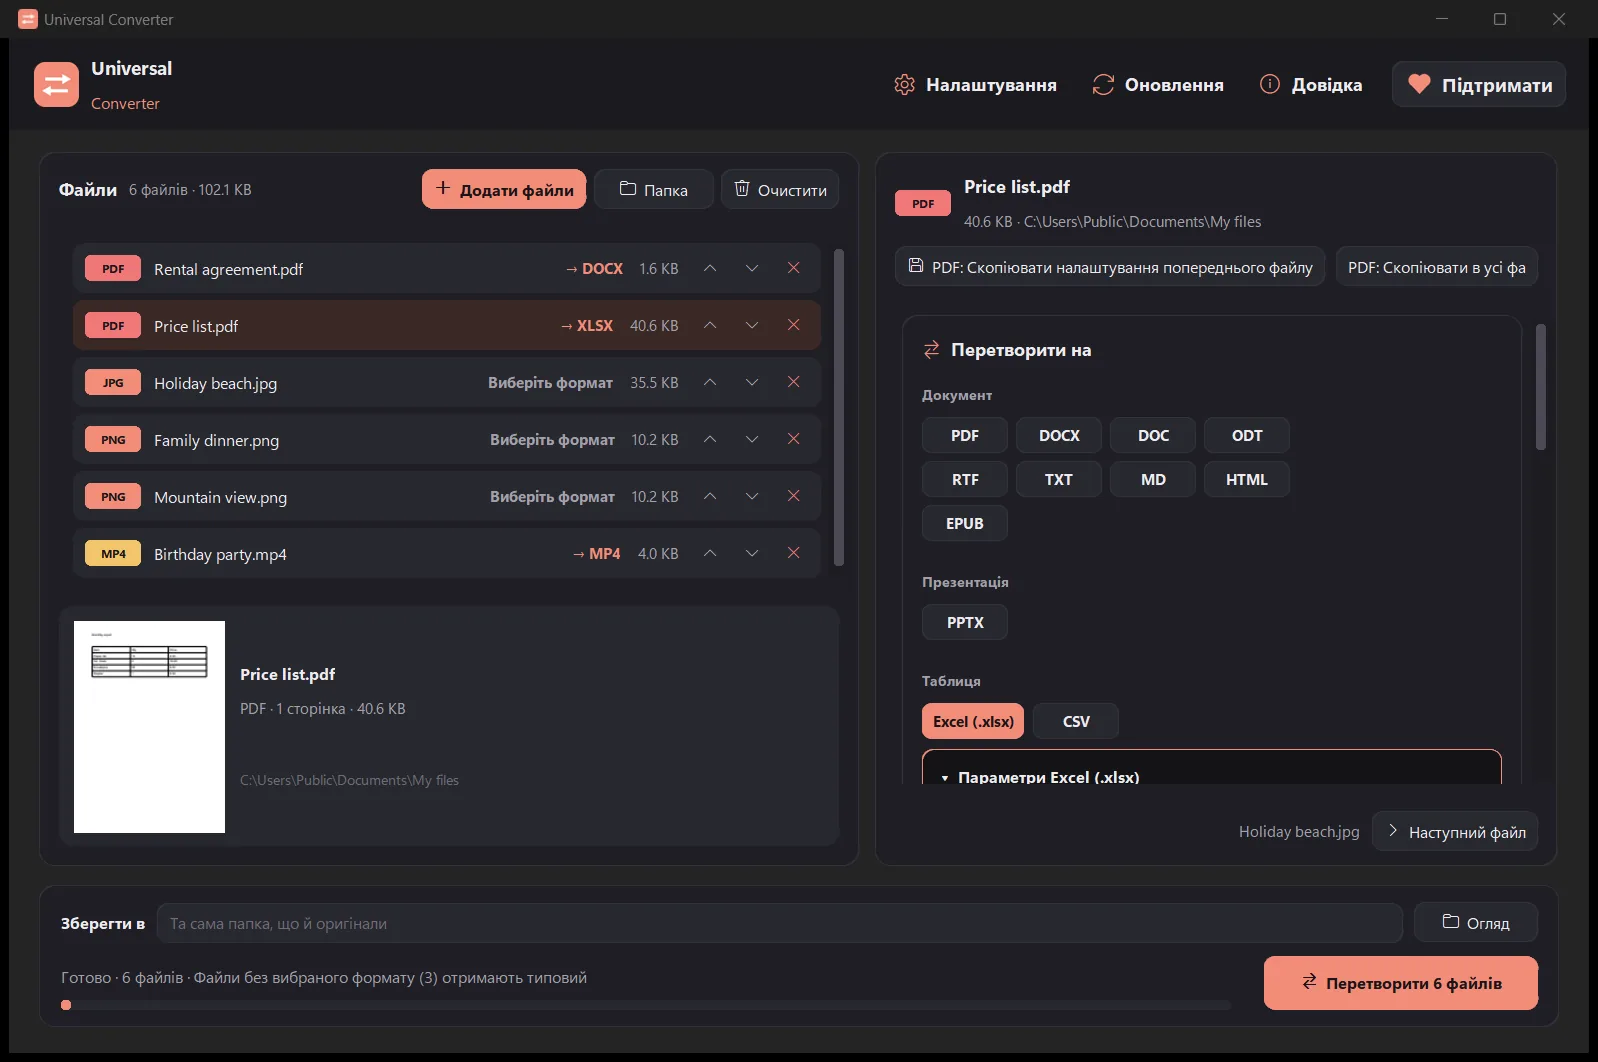 Universal Converter
Universal
Converter
Налаштування
Оновлення
Довідка
Підтримати
Файли
6 файлів · 102.1 KB
Додати файли
Папка
Очистити
PDF Rental agreement.pdf → DOCX 1.6 KB
PDF Price list.pdf → XLSX 40.6 KB
JPG Holiday beach.jpg Виберіть формат 35.5 KB
PNG Family dinner.png Виберіть формат 10.2 KB
PNG Mountain view.png Виберіть формат 10.2 KB
MP4 Birthday party.mp4 → MP4 4.0 KB
Price list.pdf
PDF · 1 сторінка · 40.6 KB
C:\Users\Public\Documents\My files
PDF
Price list.pdf
40.6 KB · C:\Users\Public\Documents\My files
PDF: Скопіювати налаштування попереднього файлу
PDF: Скопіювати в усі фа
Перетворити на
Документ
PDF DOCX DOC ODT
RTF TXT MD HTML
EPUB
Презентація
PPTX
Таблиця
Excel (.xlsx) CSV
Параметри Excel (.xlsx)
Holiday beach.jpg
Наступний файл
Зберегти в
Та сама папка, що й оригінали
Огляд
Готово · 6 файлів · Файли без вибраного формату (3) отримають типовий
Перетворити 6 файлів